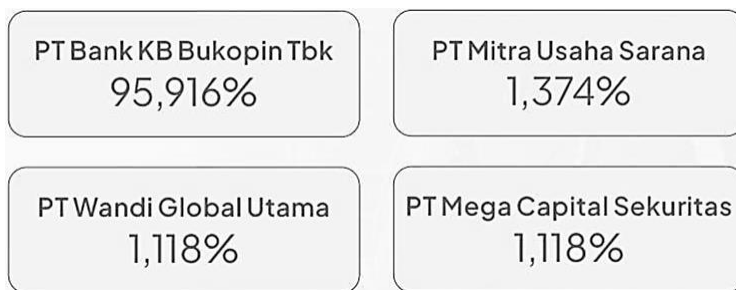 PT Bank KB Bukopin Tbk
95,916%
PT Mitra Usaha Sarana
1,374%
PT Wandi Global Utama
1,118%
PT Mega Capital Sekuritas
1,118%